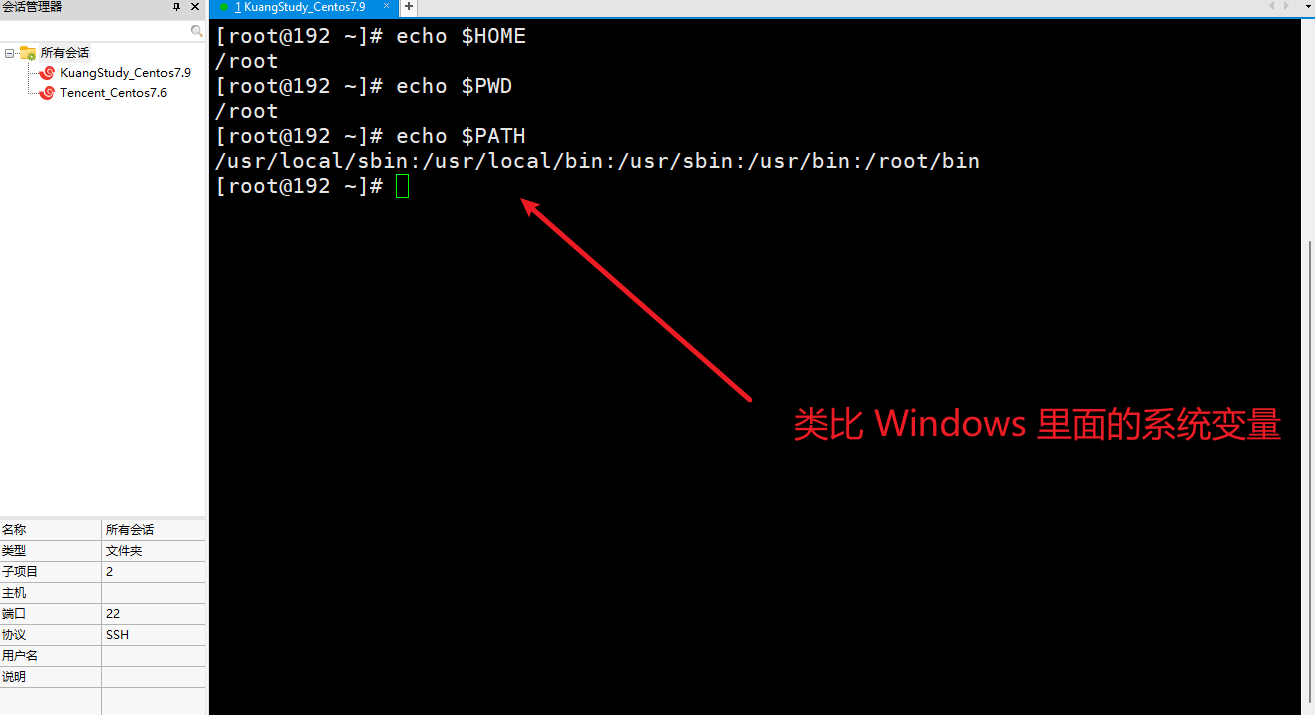 会话管理器
1 KuangStudy_Centos7.9
所有会话
KuangStudy_Centos7.9
Tencent_Centos7.6
[root@192 ~]# echo $HOME
/root
[root@192 ~]# echo $PWD
/root
[root@192 ~]# echo $PATH
/usr/local/sbin:/usr/local/bin:/usr/sbin:/usr/bin:/root/bin
[root@192 ~]#
类比 Windows 里面的系统变量
名称 所有会话
类型 文件夹
子项目 2
主机
端口 22
协议 SSH
用户名
说明